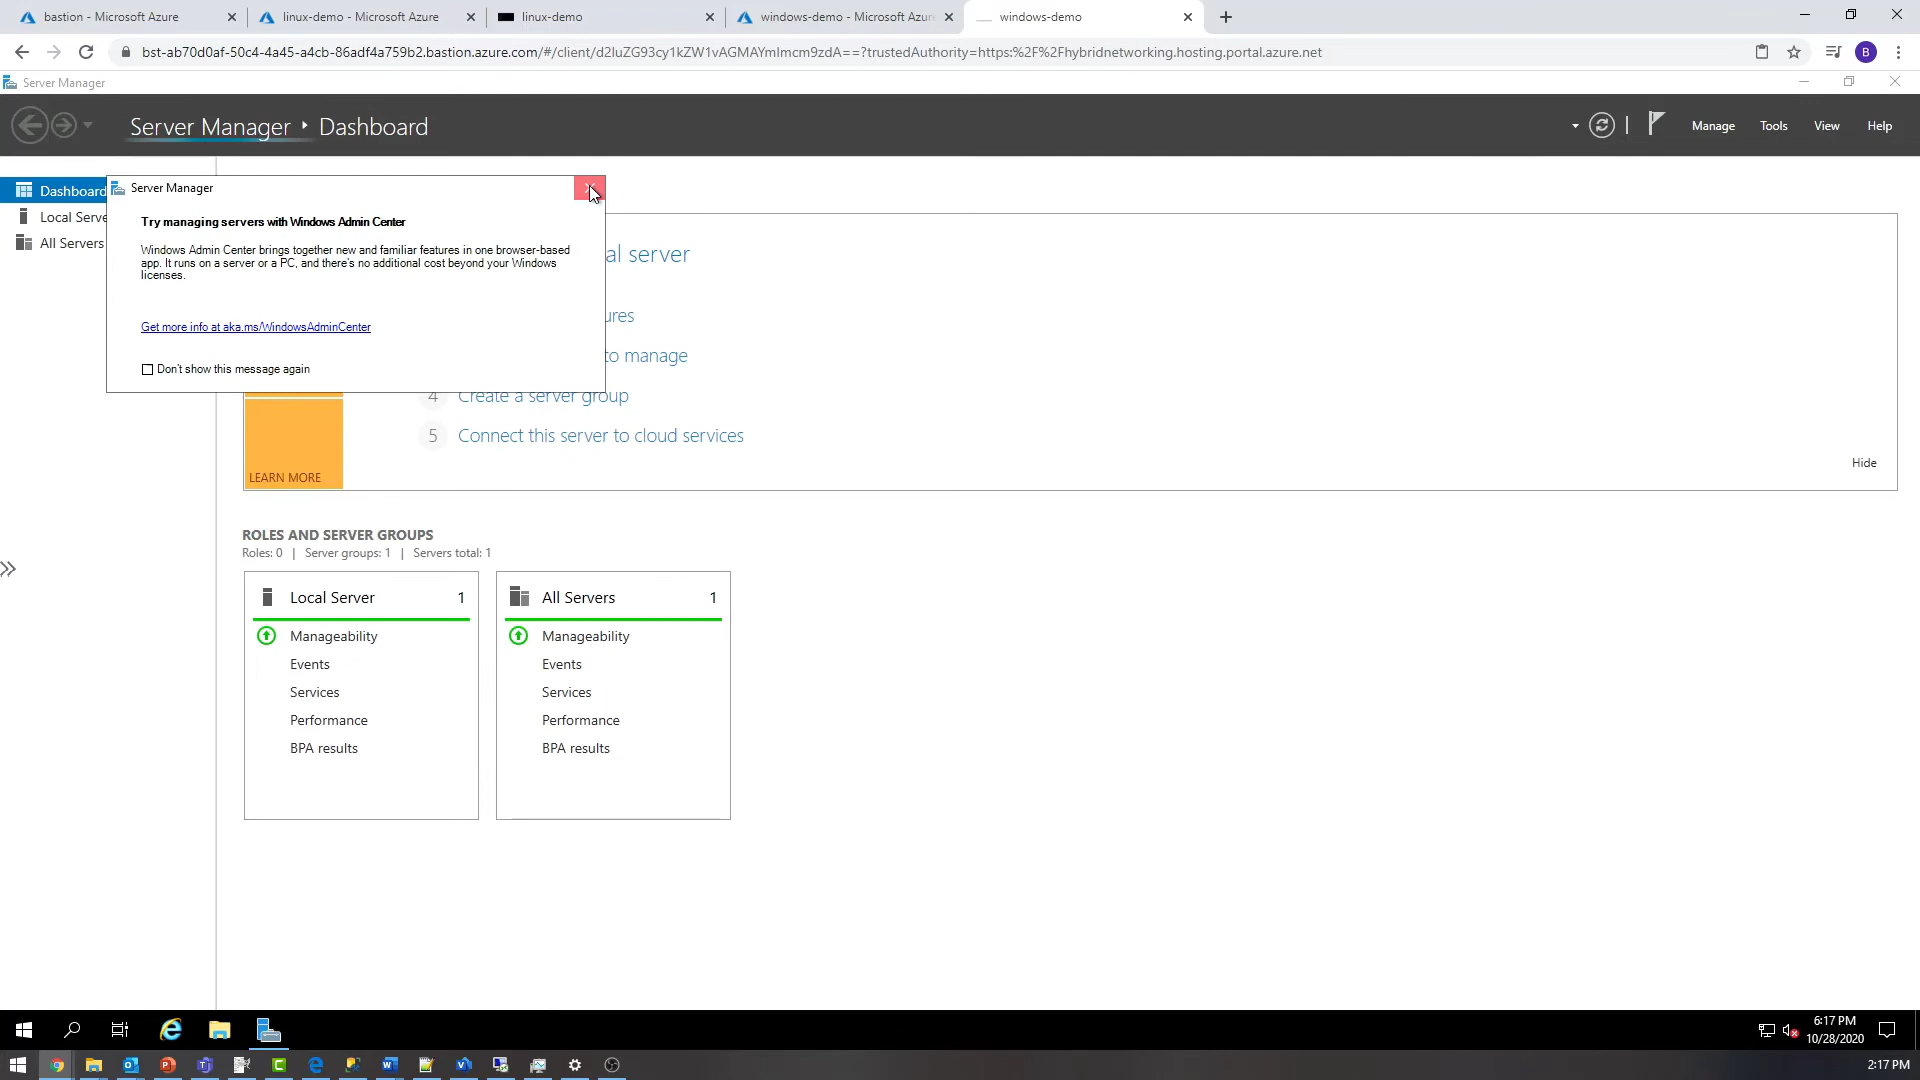 bastion - Microsoft Azure
linux-demo - Microsoft Azure
linux-demo
windows-demo - Microsoft Azur
windows-demo
bst-ab70d0af-50c4-4a45-a4cb-86adf4a759b2.bastion.azure.com/#/client/d2luZG93cy1kZW1vAGMAYmlmcm9zdA==?trustedAuthority=https:%2F%2Fhybridnetworking.hosting.portal.azure.net
B
Server Manager
Server Manager ‣ Dashboard
Manage
Tools
View
Help
Dashboard
Local Serve
All Servers
Server Manager
Try managing servers with Windows Admin Center
Windows Admin Center brings together new and familiar features in one browser-based
app. It runs on a server or a PC, and there's no additional cost beyond your Windows
licenses.
Get more info at aka.ms/WindowsAdminCenter
Don't show this message again
al server
ures
to manage
4 Create a server group
5 Connect this server to cloud services
LEARN MORE
Hide
ROLES AND SERVER GROUPS
Roles: 0 | Server groups: 1 | Servers total: 1
Local Server 1
Manageability
Events
Services
Performance
BPA results
All Servers 1
Manageability
Events
Services
Performance
BPA results
6:17 PM
10/28/2020
2:17 PM